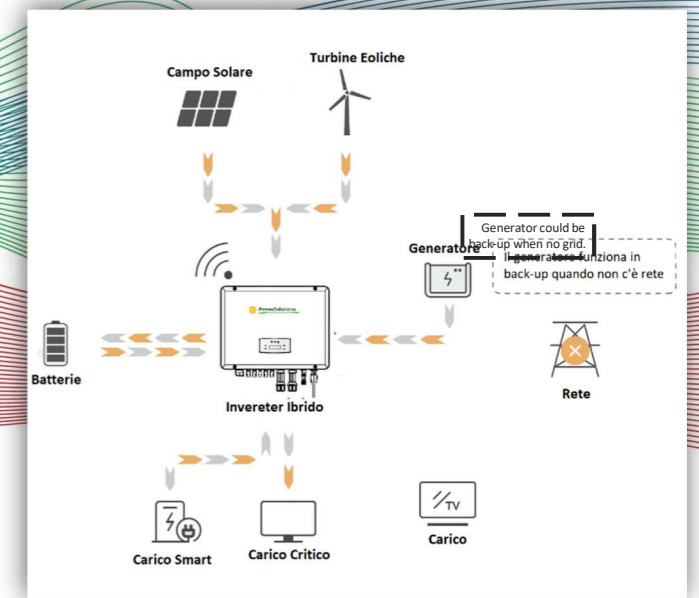 Turbine Eoliche
Campo Solare
Generator could be
back-up when no grid.
Generatore
Il generatore funziona in
back-up quando non c'è rete
Batterie
Invereter Ibrido
Rete
TV
Carico Smart
Carico Critico
Carico